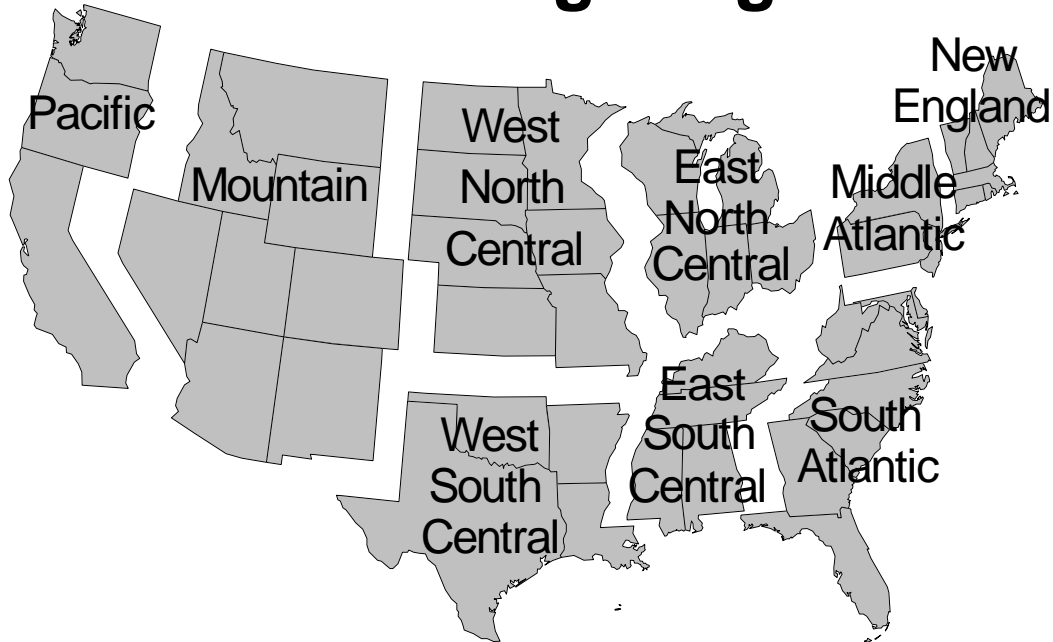 Pacific
Mountain
West
North
Central
East
North
Central
New
England
Middle
Atlantic
West
South
Central
East
South
Central
South
Atlantic